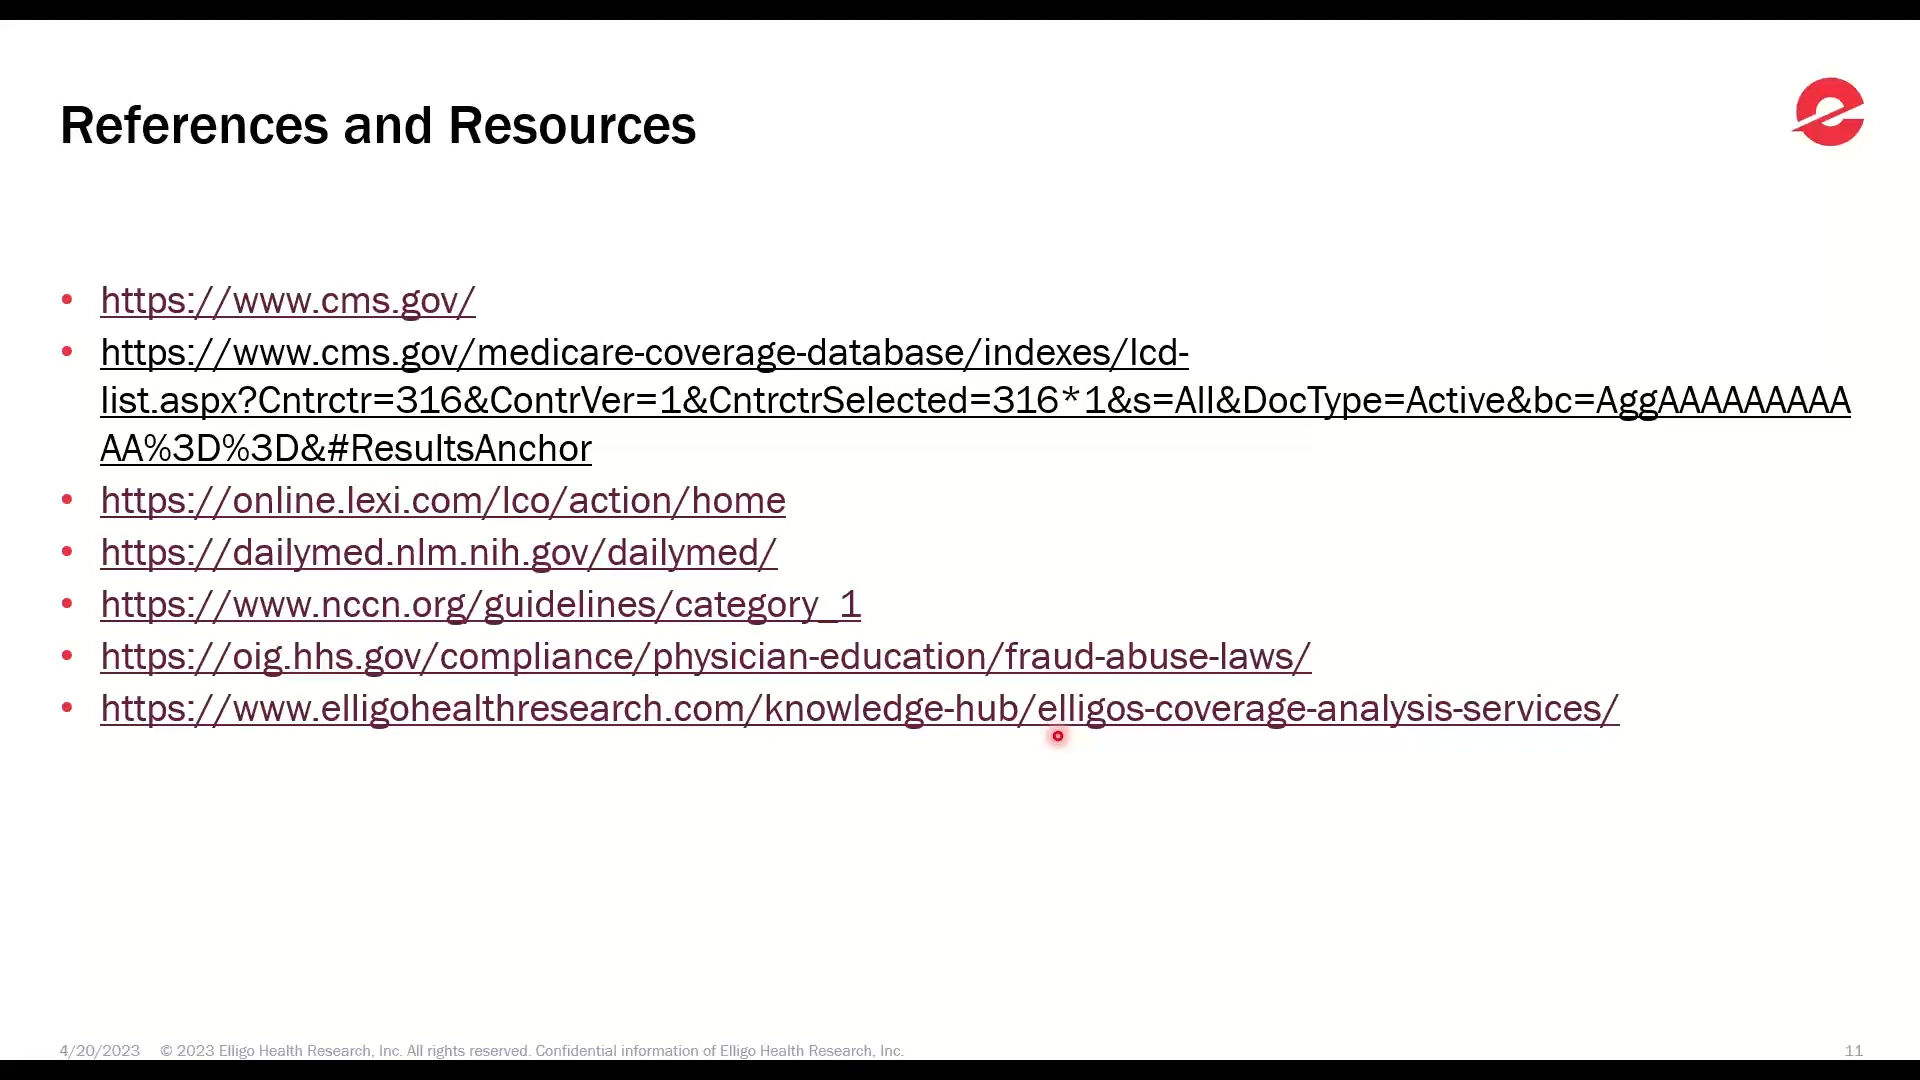 References and Resources
• https://www.cms.gov/
• https://www.cms.gov/medicare-coverage-database/indexes/lcd-
list.aspx?Cntrctr=316&ContrVer=1&CntrctrSelected=316*1&s=All&DocType=Active&bc=AggAAAAAAAAA
AA%3D%3D&#ResultsAnchor
• https://online.lexi.com/lco/action/home
• https://dailymed.nlm.nih.gov/dailymed/
• https://www.nccn.org/guidelines/category_1
• https://oig.hhs.gov/compliance/physician-education/fraud-abuse-laws/
• https://www.elligohealthresearch.com/knowledge-hub/elligos-coverage-analysis-services/
4/20/2023 © 2023 Elligo Health Research, Inc. All rights reserved. Confidential information of Elligo Health Research, Inc. 11